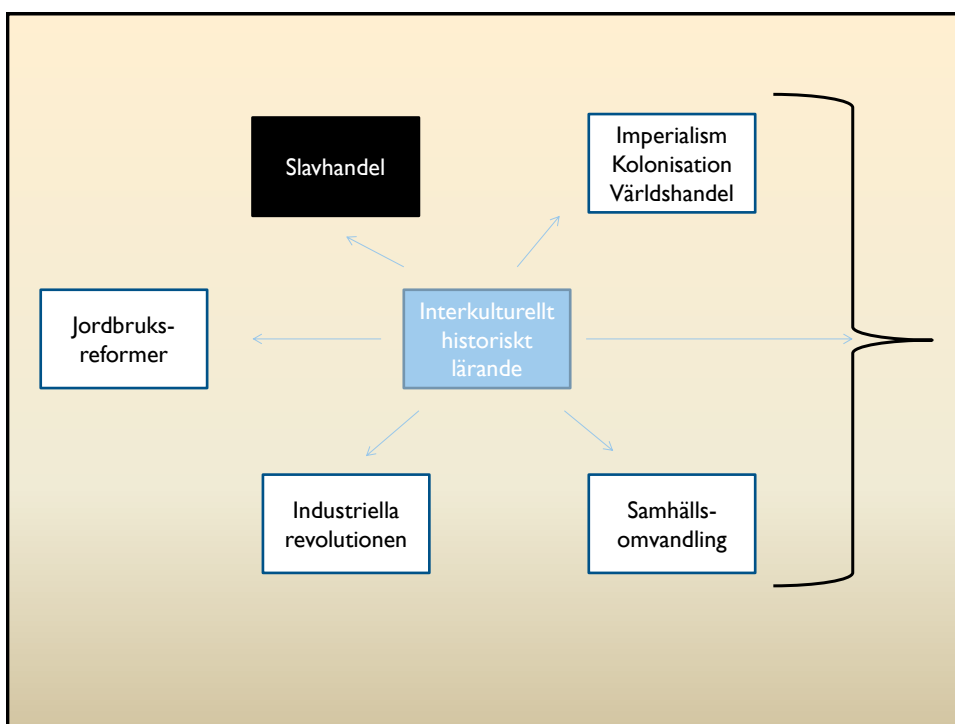 Slavhandel
Imperialism
Kolonisation
Världshandel
Jordbruks-
reformer
Interkulturellt
historiskt
lärande
Industriella
revolutionen
Samhälls-
omvandling